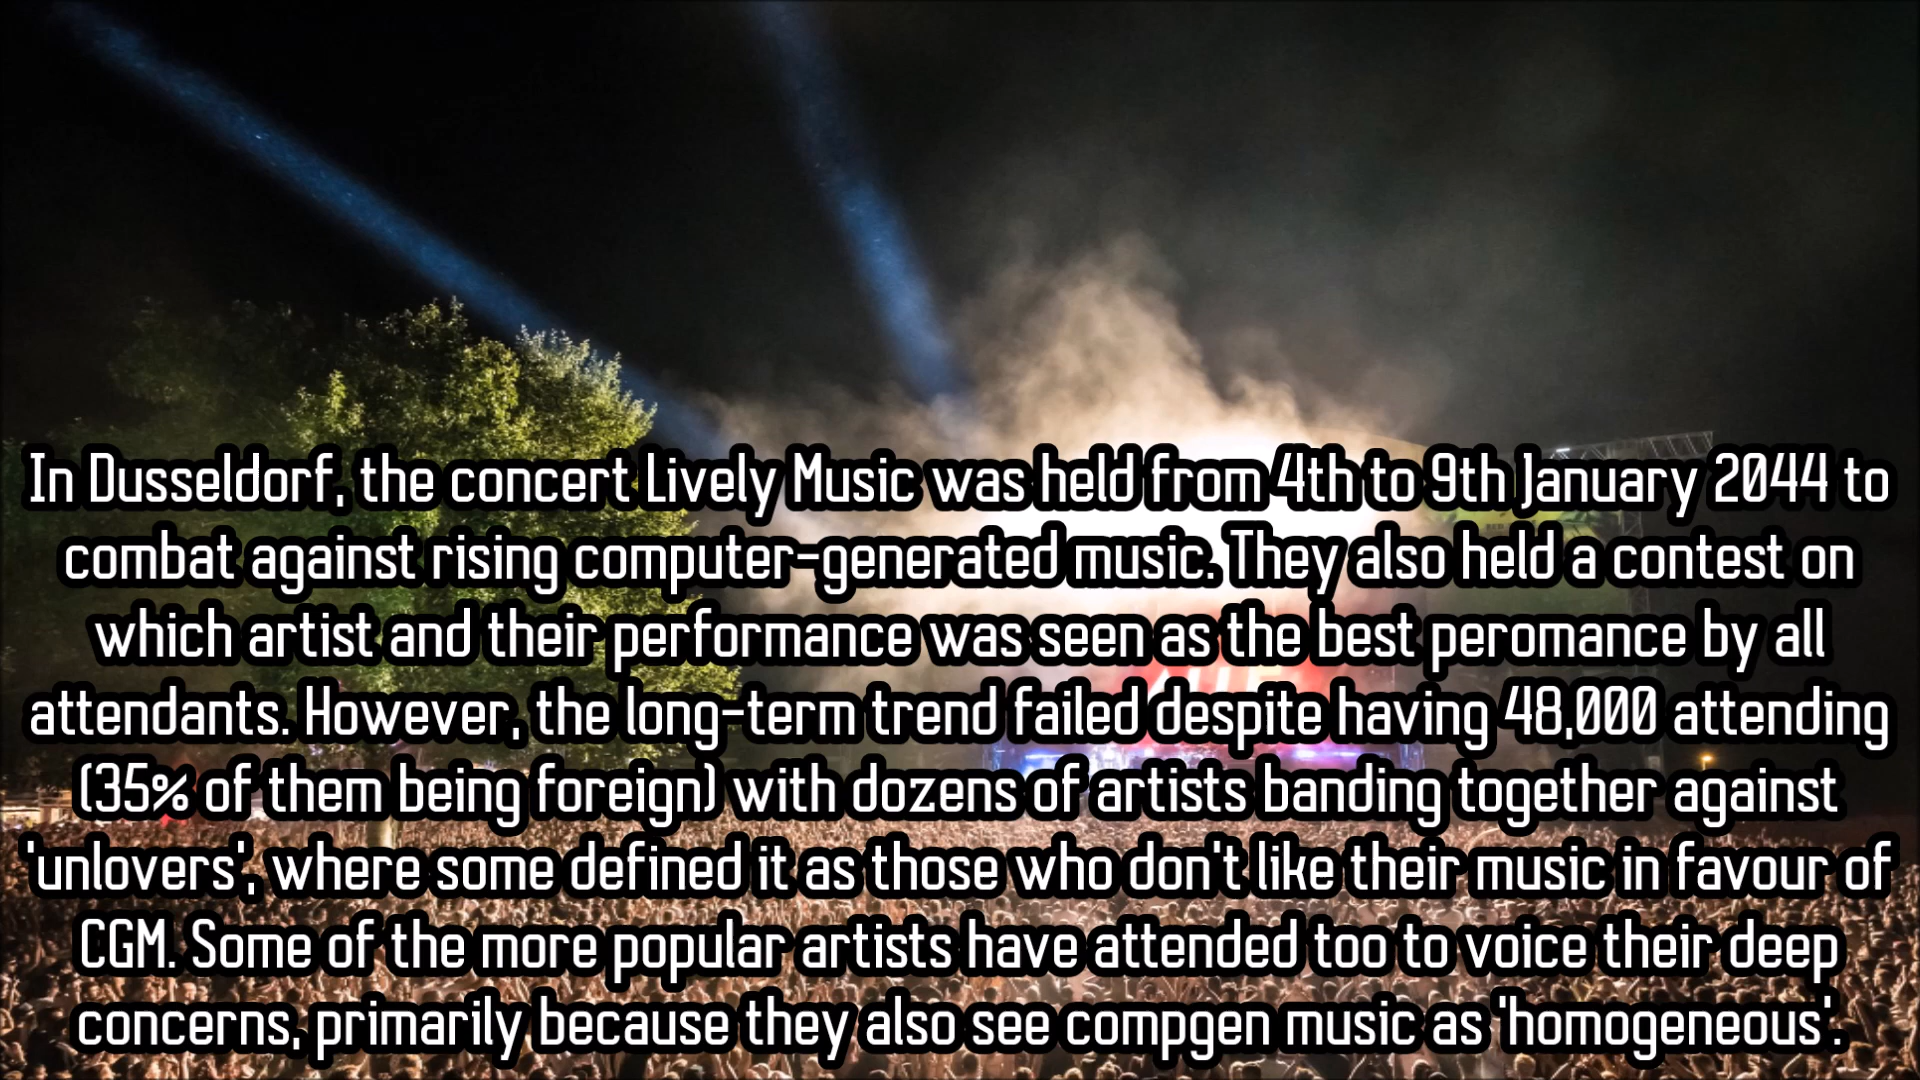 In Dusseldorf, the concert Lively Music was held from 4th to 9th January 2044 to
combat against rising computer-generated music. They also held a contest on
which artist and their performance was seen as the best peromance by all
attendants. However, the long-term trend failed despite having 48,000 attending
(35% of them being foreign) with dozens of artists banding together against
'unlovers', where some defined it as those who don't like their music in favour of
CGM. Some of the more popular artists have attended too to voice their deep
concerns, primarily because they also see compgen music as 'homogeneous'.